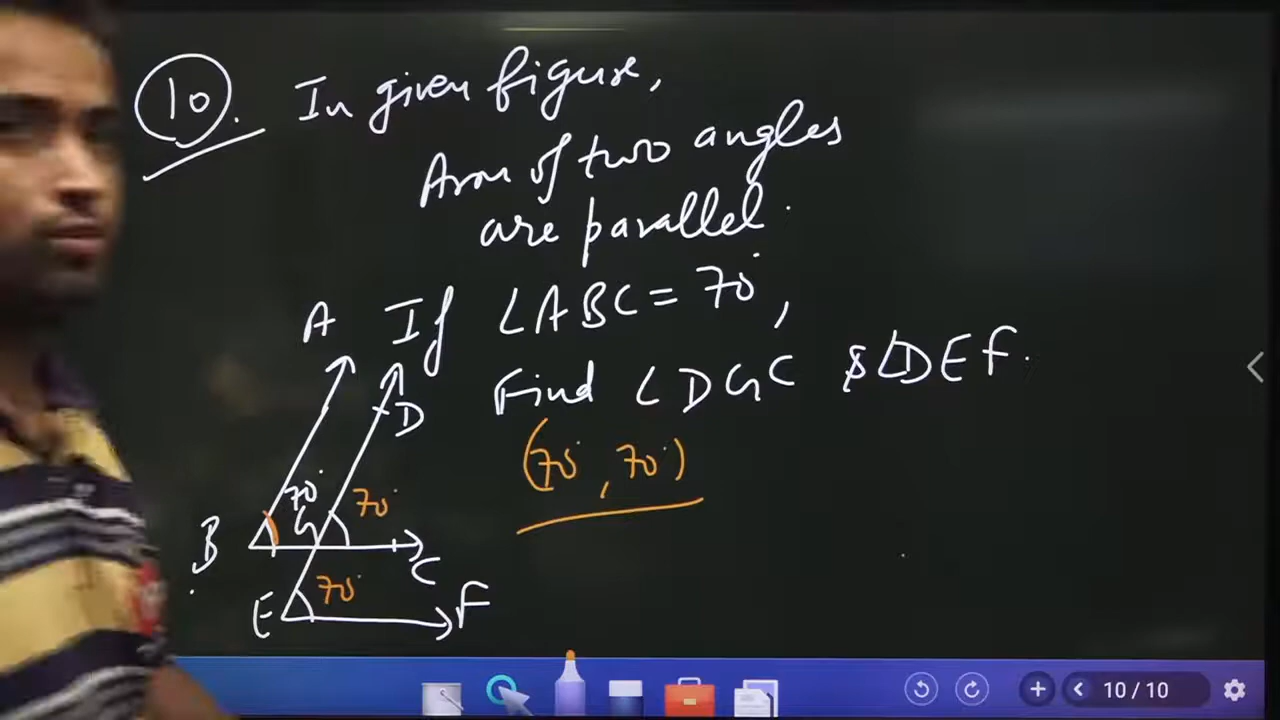 10. In given figure,
Arm of two angles
are parallel.
If ∠ABC = 70°,
Find ∠DGC & ∠DEF.
(70°, 70°)
A
D
70°
70°
B
G
C
70°
E
F
10 / 10